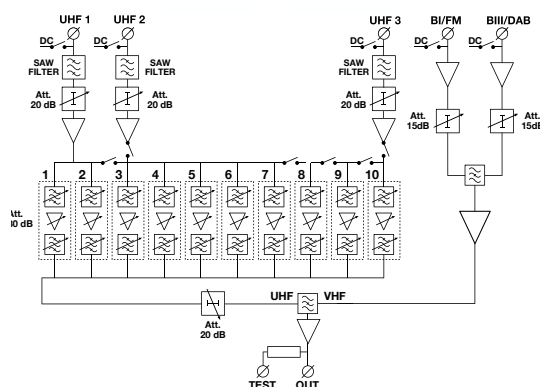 UHF 1 UHF 2 UHF 3 BI/FM BIII/DAB
DC DC DC DC DC
SAW FILTER
SAW FILTER
SAW FILTER
Att. 20 dB
Att. 20 dB
Att. 20 dB
Att. 15dB
Att.
1 2 3 4 5 6 7 8 9 10
dB
UHF VHF
Att. 20 dB
TEST OUT